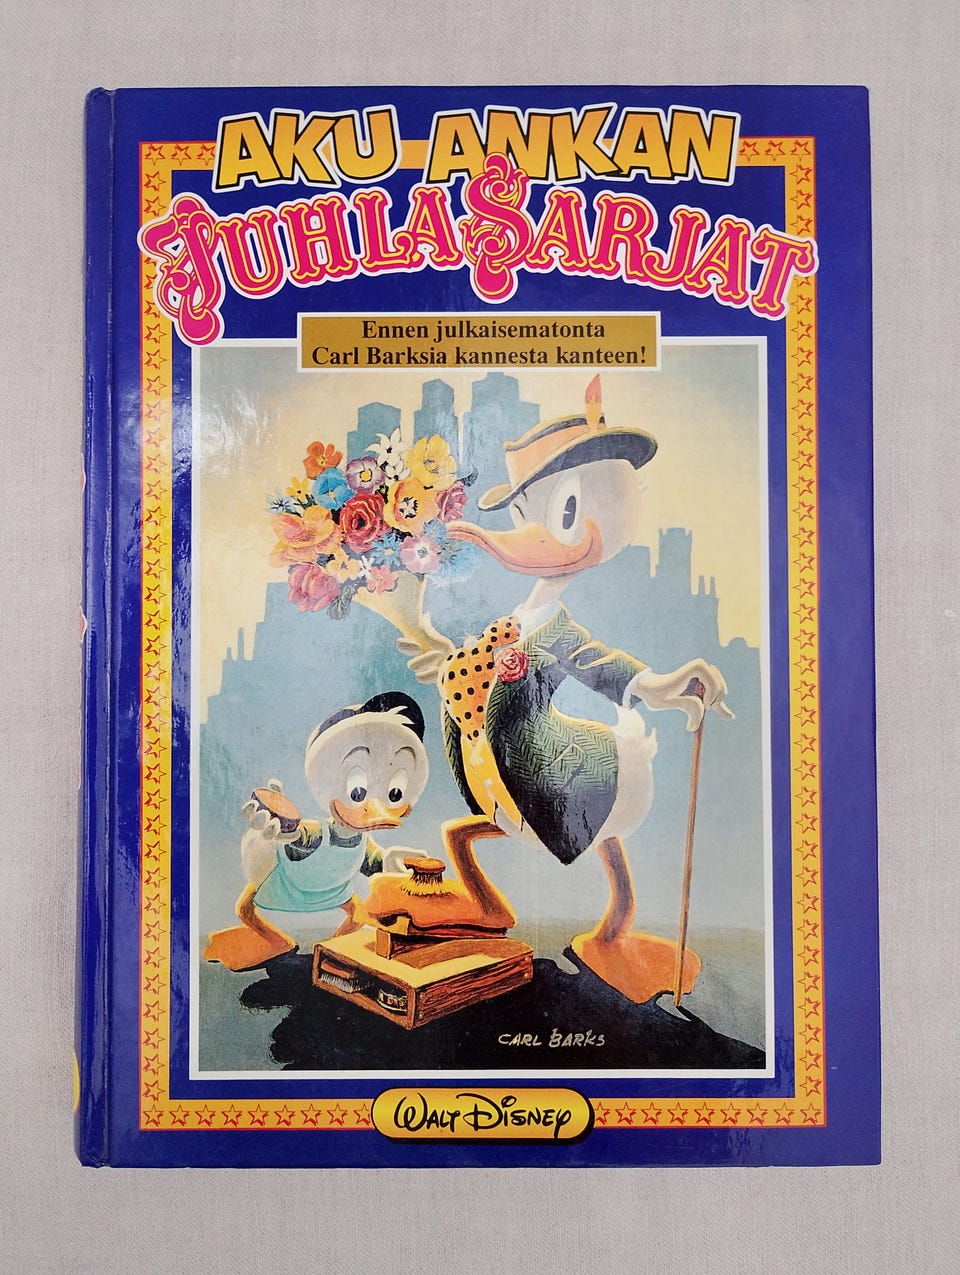 AKU ANKAN
JUHLASARJAT
Ennen julkaisematonta
Carl Barksia kannesta kanteen!
CARL BARKS
WALT DISNEY